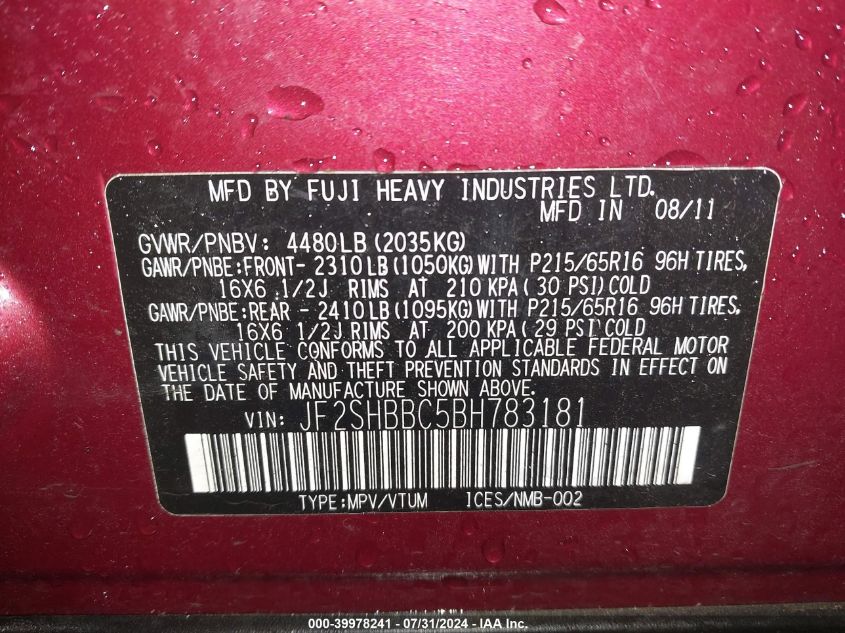 MFD BY FUJI HEAVY INDUSTRIES LTD.
MFD IN 08/11
GVWR/PNBV: 4480LB (2035KG)
GAWR/PNBE:FRONT- 2310LB(1050KG)WITH P215/65R16 96H TIRES,
16X6 1/2J RIMS AT 210 KPA( 30 PSI)COLD
GAWR/PNBE:REAR - 2410LB(1095KG)WITH P215/65R16 96H TIRES,
16X6 1/2J RIMS AT 200 KPA( 29 PSI)COLD
THIS VEHICLE CONFORMS TO ALL APPLICABLE FEDERAL MOTOR
VEHICLE SAFETY AND THEFT PREVENTION STANDARDS IN EFFECT ON
THE DATE OF MANUFACTURE SHOWN ABOVE.
VIN: JF2SHBBC5BH783181
TYPE:MPV/VTUM ICES/NMB-002
000-39978241 - 07/31/2024 - © IAA Inc.